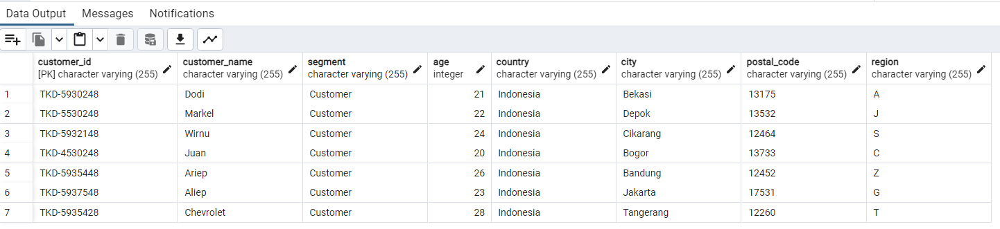 Data Output Messages Notifications
customer_id customer_name segment age country city postal_code region
[PK] character varying (255) character varying (255) character varying (255) integer character varying (255) character varying (255) character varying (255) character varying (255)
1 TKD-5930248 Dodi Customer 21 Indonesia Bekasi 13175 A
2 TKD-5530248 Markel Customer 22 Indonesia Depok 13532 J
3 TKD-5932148 Wirnu Customer 24 Indonesia Cikarang 12464 S
4 TKD-4530248 Juan Customer 20 Indonesia Bogor 13733 C
5 TKD-5935448 Ariep Customer 26 Indonesia Bandung 12452 Z
6 TKD-5937548 Aliep Customer 23 Indonesia Jakarta 17531 G
7 TKD-5935428 Chevrolet Customer 28 Indonesia Tangerang 12260 T